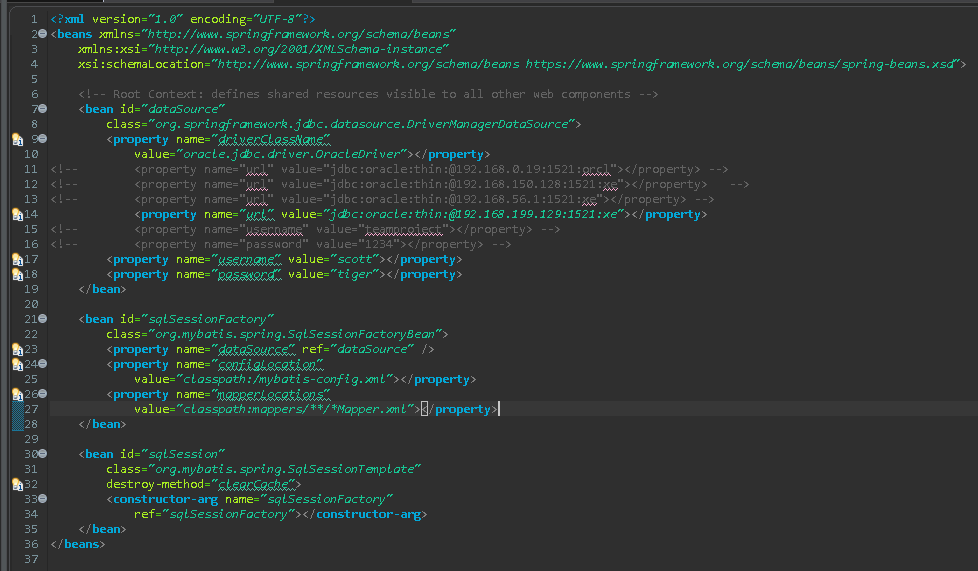 1 <?xml version="1.0" encoding="UTF-8"?>
2 <beans xmlns="http://www.springframework.org/schema/beans"
3     xmlns:xsi="http://www.w3.org/2001/XMLSchema-instance"
4     xsi:schemaLocation="http://www.springframework.org/schema/beans https://www.springframework.org/schema/beans/spring-beans.xsd">
5
6     <!-- Root Context: defines shared resources visible to all other web components -->
7     <bean id="dataSource"
8         class="org.springframework.jdbc.datasource.DriverManagerDataSource">
9         <property name="driverClassName"
10             value="oracle.jdbc.driver.OracleDriver"></property>
11 <!--         <property name="url" value="jdbc:oracle:thin:@192.168.0.19:1521:orcl"></property> -->
12 <!--         <property name="url" value="jdbc:oracle:thin:@192.168.150.128:1521:xe"></property>    -->
13 <!--         <property name="url" value="jdbc:oracle:thin:@192.168.56.1:1521:xe"></property> -->
14             <property name="url" value="jdbc:oracle:thin:@192.168.199.129:1521:xe"></property>
15 <!--         <property name="username" value="teamproject"></property> -->
16 <!--         <property name="password" value="1234"></property> -->
17         <property name="username" value="scott"></property>
18         <property name="password" value="tiger"></property>
19     </bean>
20
21     <bean id="sqlSessionFactory"
22         class="org.mybatis.spring.SqlSessionFactoryBean">
23         <property name="dataSource" ref="dataSource" />
24         <property name="configLocation"
25             value="classpath:/mybatis-config.xml"></property>
26         <property name="mapperLocations"
27             value="classpath:mappers/**/*Mapper.xml"></property>
28     </bean>
29
30     <bean id="sqlSession"
31         class="org.mybatis.spring.SqlSessionTemplate"
32         destroy-method="clearCache">
33         <constructor-arg name="sqlSessionFactory"
34             ref="sqlSessionFactory"></constructor-arg>
35     </bean>
36 </beans>
37